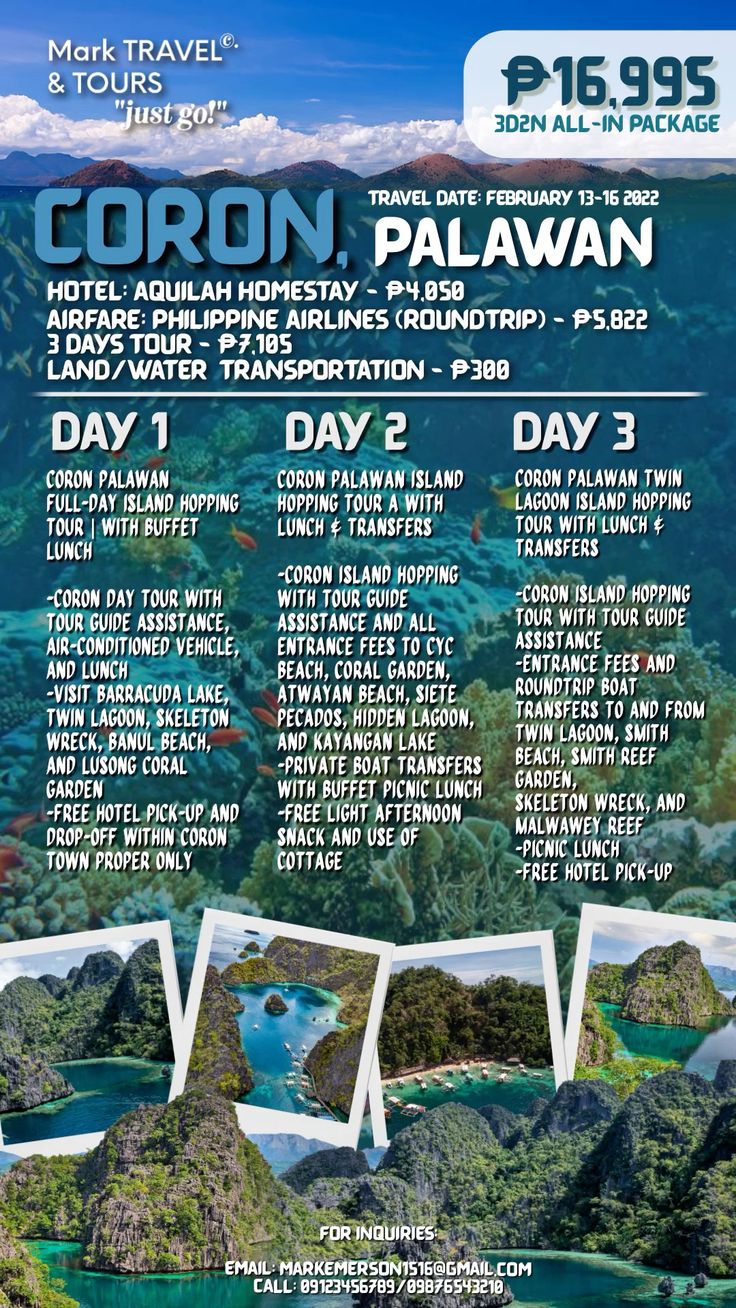 Mark TRAVEL©.
& TOURS
"just go!"
₱16,995
3D2N ALL-IN PACKAGE
TRAVEL DATE: FEBRUARY 13-16 2022
CORON, PALAWAN
HOTEL: AQUILAH HOMESTAY - ₱4,050
AIRFARE: PHILIPPINE AIRLINES (ROUNDTRIP) - ₱5,822
3 DAYS TOUR - ₱7,105
LAND/WATER TRANSPORTATION - ₱300
DAY 1
CORON PALAWAN
FULL-DAY ISLAND HOPPING
TOUR | WITH BUFFET
LUNCH
-CORON DAY TOUR WITH
TOUR GUIDE ASSISTANCE,
AIR-CONDITIONED VEHICLE,
AND LUNCH
-VISIT BARRACUDA LAKE,
TWIN LAGOON, SKELETON
WRECK, BANUL BEACH,
AND LUSONG CORAL
GARDEN
-FREE HOTEL PICK-UP AND
DROP-OFF WITHIN CORON
TOWN PROPER ONLY
DAY 2
CORON PALAWAN ISLAND
HOPPING TOUR A WITH
LUNCH & TRANSFERS
-CORON ISLAND HOPPING
WITH TOUR GUIDE
ASSISTANCE AND ALL
ENTRANCE FEES TO CYC
BEACH, CORAL GARDEN,
ATWAYAN BEACH, SIETE
PECADOS, HIDDEN LAGOON,
AND KAYANGAN LAKE
-PRIVATE BOAT TRANSFERS
WITH BUFFET PICNIC LUNCH
-FREE LIGHT AFTERNOON
SNACK AND USE OF
COTTAGE
DAY 3
CORON PALAWAN TWIN
LAGOON ISLAND HOPPING
TOUR WITH LUNCH &
TRANSFERS
-CORON ISLAND HOPPING
TOUR WITH TOUR GUIDE
ASSISTANCE
-ENTRANCE FEES AND
ROUNDTRIP BOAT
TRANSFERS TO AND FROM
TWIN LAGOON, SMITH
BEACH, SMITH REEF
GARDEN,
SKELETON WRECK, AND
MALWAWEY REEF
-PICNIC LUNCH
-FREE HOTEL PICK-UP
FOR INQUIRIES:
EMAIL: MARKEMERSON1516@GMAIL.COM
CALL: 09123456789/09876543210